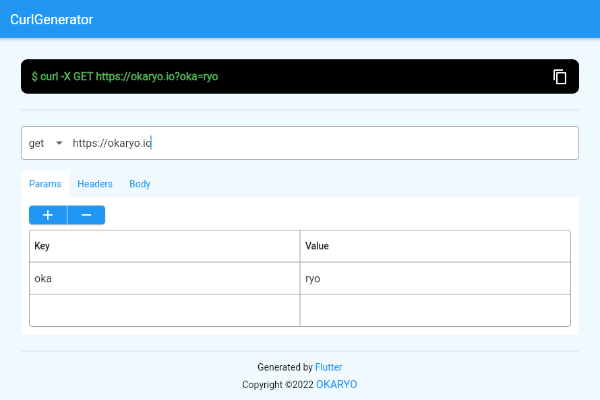 CurlGenerator
$ curl -X GET https://okaryo.io?oka=ryo
get https://okaryo.io
Params Headers Body
Key Value
oka ryo
Generated by Flutter
Copyright ©2022 OKARYO